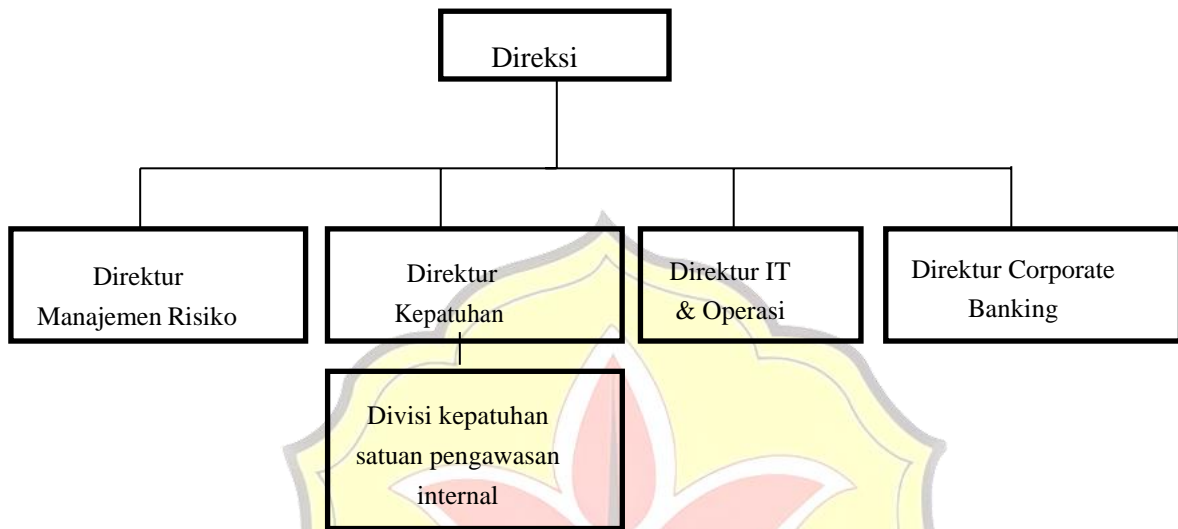 Direksi
Direktur
Manajemen Risiko
Direktur
Kepatuhan
Direktur IT
& Operasi
Direktur Corporate
Banking
Divisi kepatuhan
satuan pengawasan
internal